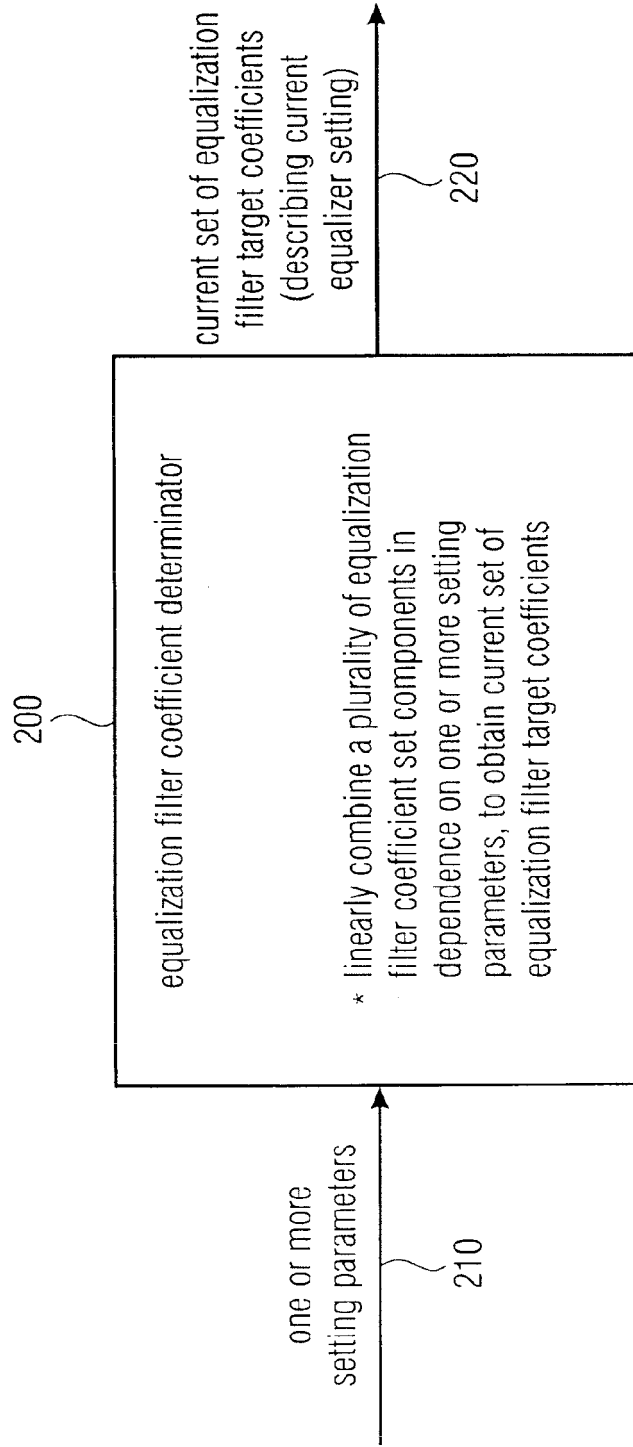 200
equalization filter coefficient determinator
* linearly combine a plurality of equalization
filter coefficient set components in
dependence on one or more setting
parameters, to obtain current set of
equalization filter target coefficients
one or more
setting parameters
210
current set of equalization
filter target coefficients
(describing current
equalizer setting)
220